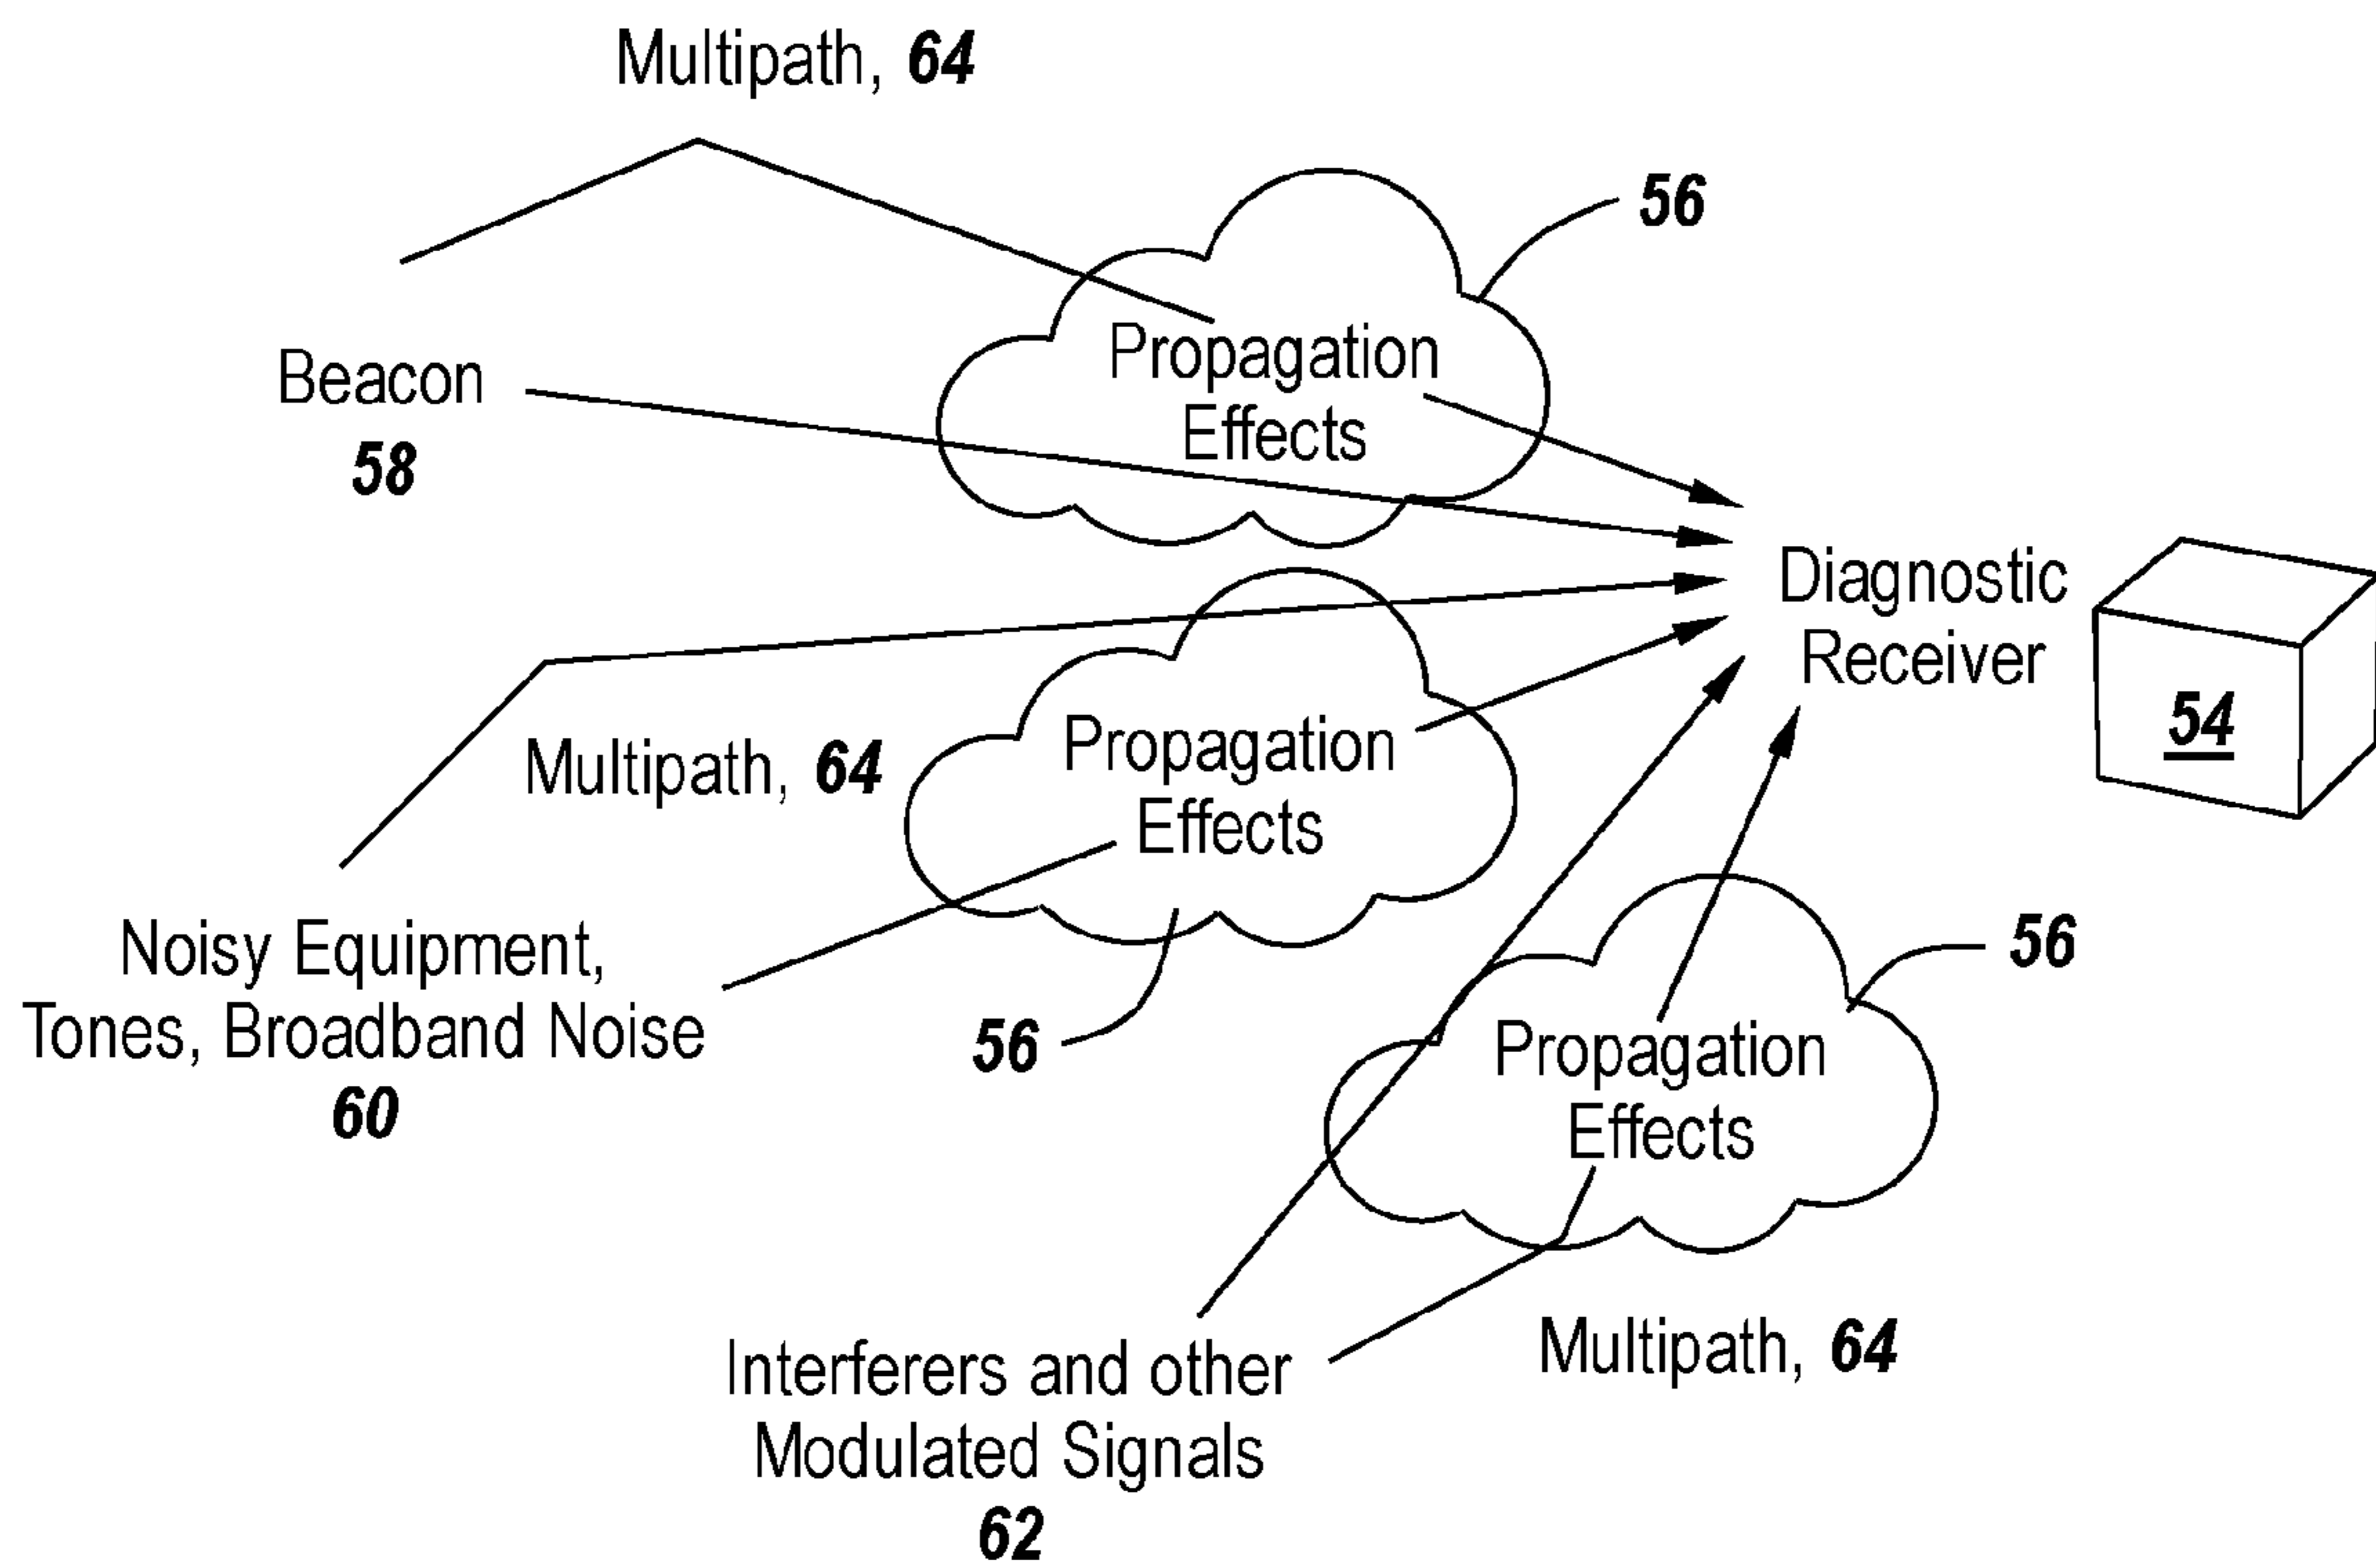 Multipath, 64
56
Propagation
Effects
Beacon
58
Diagnostic
Receiver
54
Multipath, 64
Propagation
Effects
56
Noisy Equipment,
Tones, Broadband Noise
60
56
Propagation
Effects
Multipath, 64
Interferers and other
Modulated Signals
62